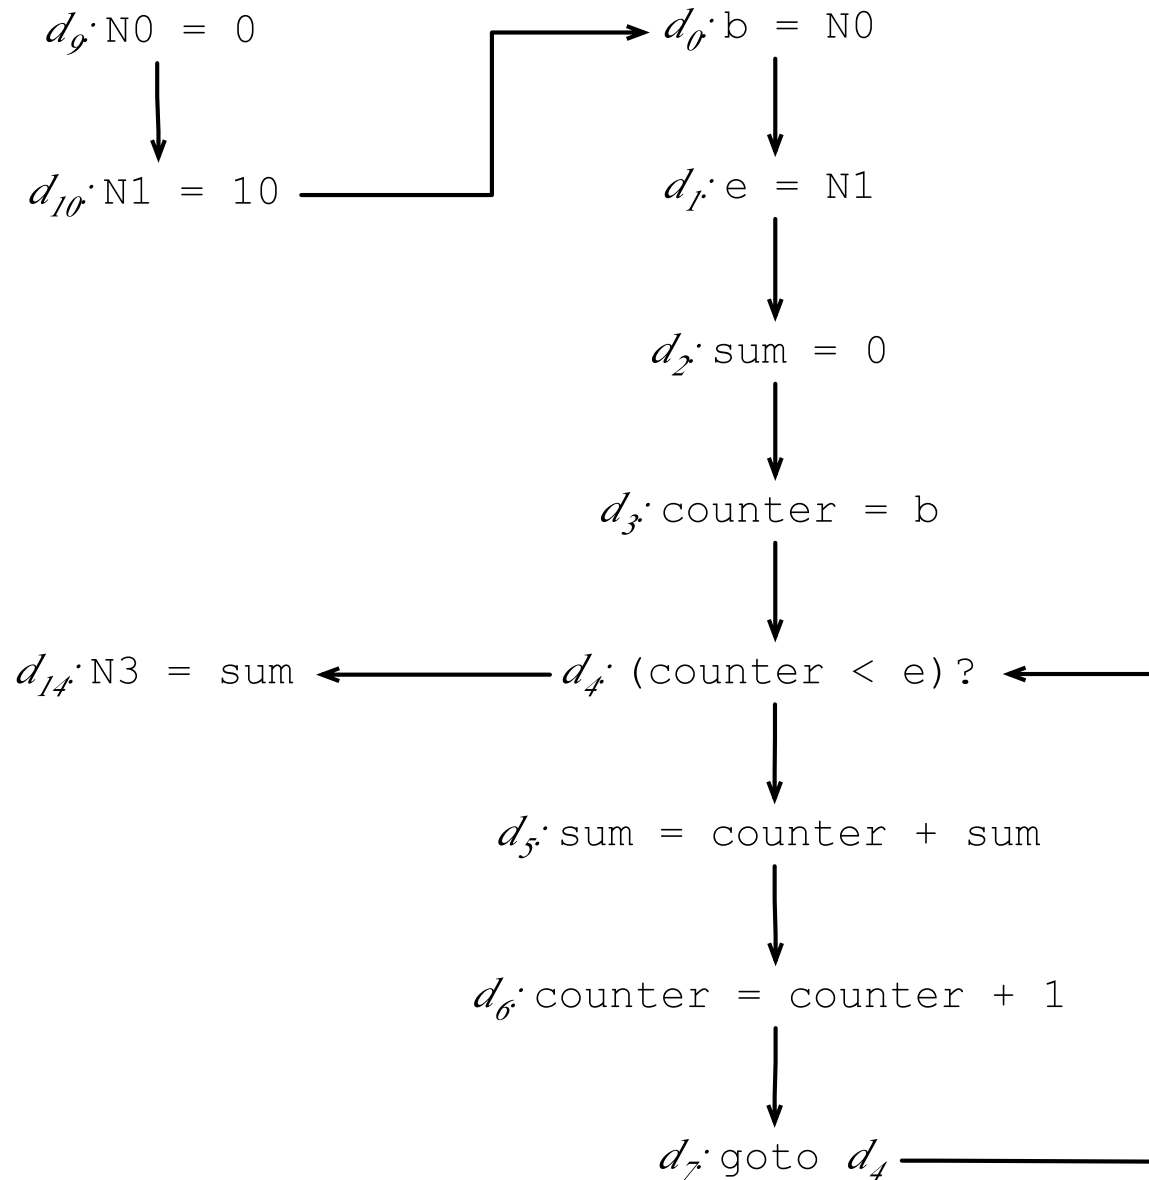 d9: N0 = 0
d10: N1 = 10
d0: b = N0
d1: e = N1
d2: sum = 0
d3: counter = b
d14: N3 = sum
d4: (counter < e)?
d5: sum = counter + sum
d6: counter = counter + 1
d7: goto d4